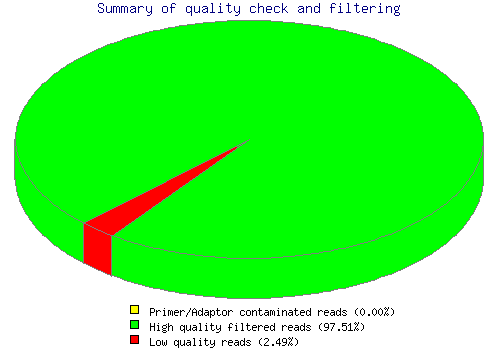 Summary of quality check and filtering
Primer/Adaptor contaminated reads (0.00%)
High quality filtered reads (97.51%)
Low quality reads (2.49%)